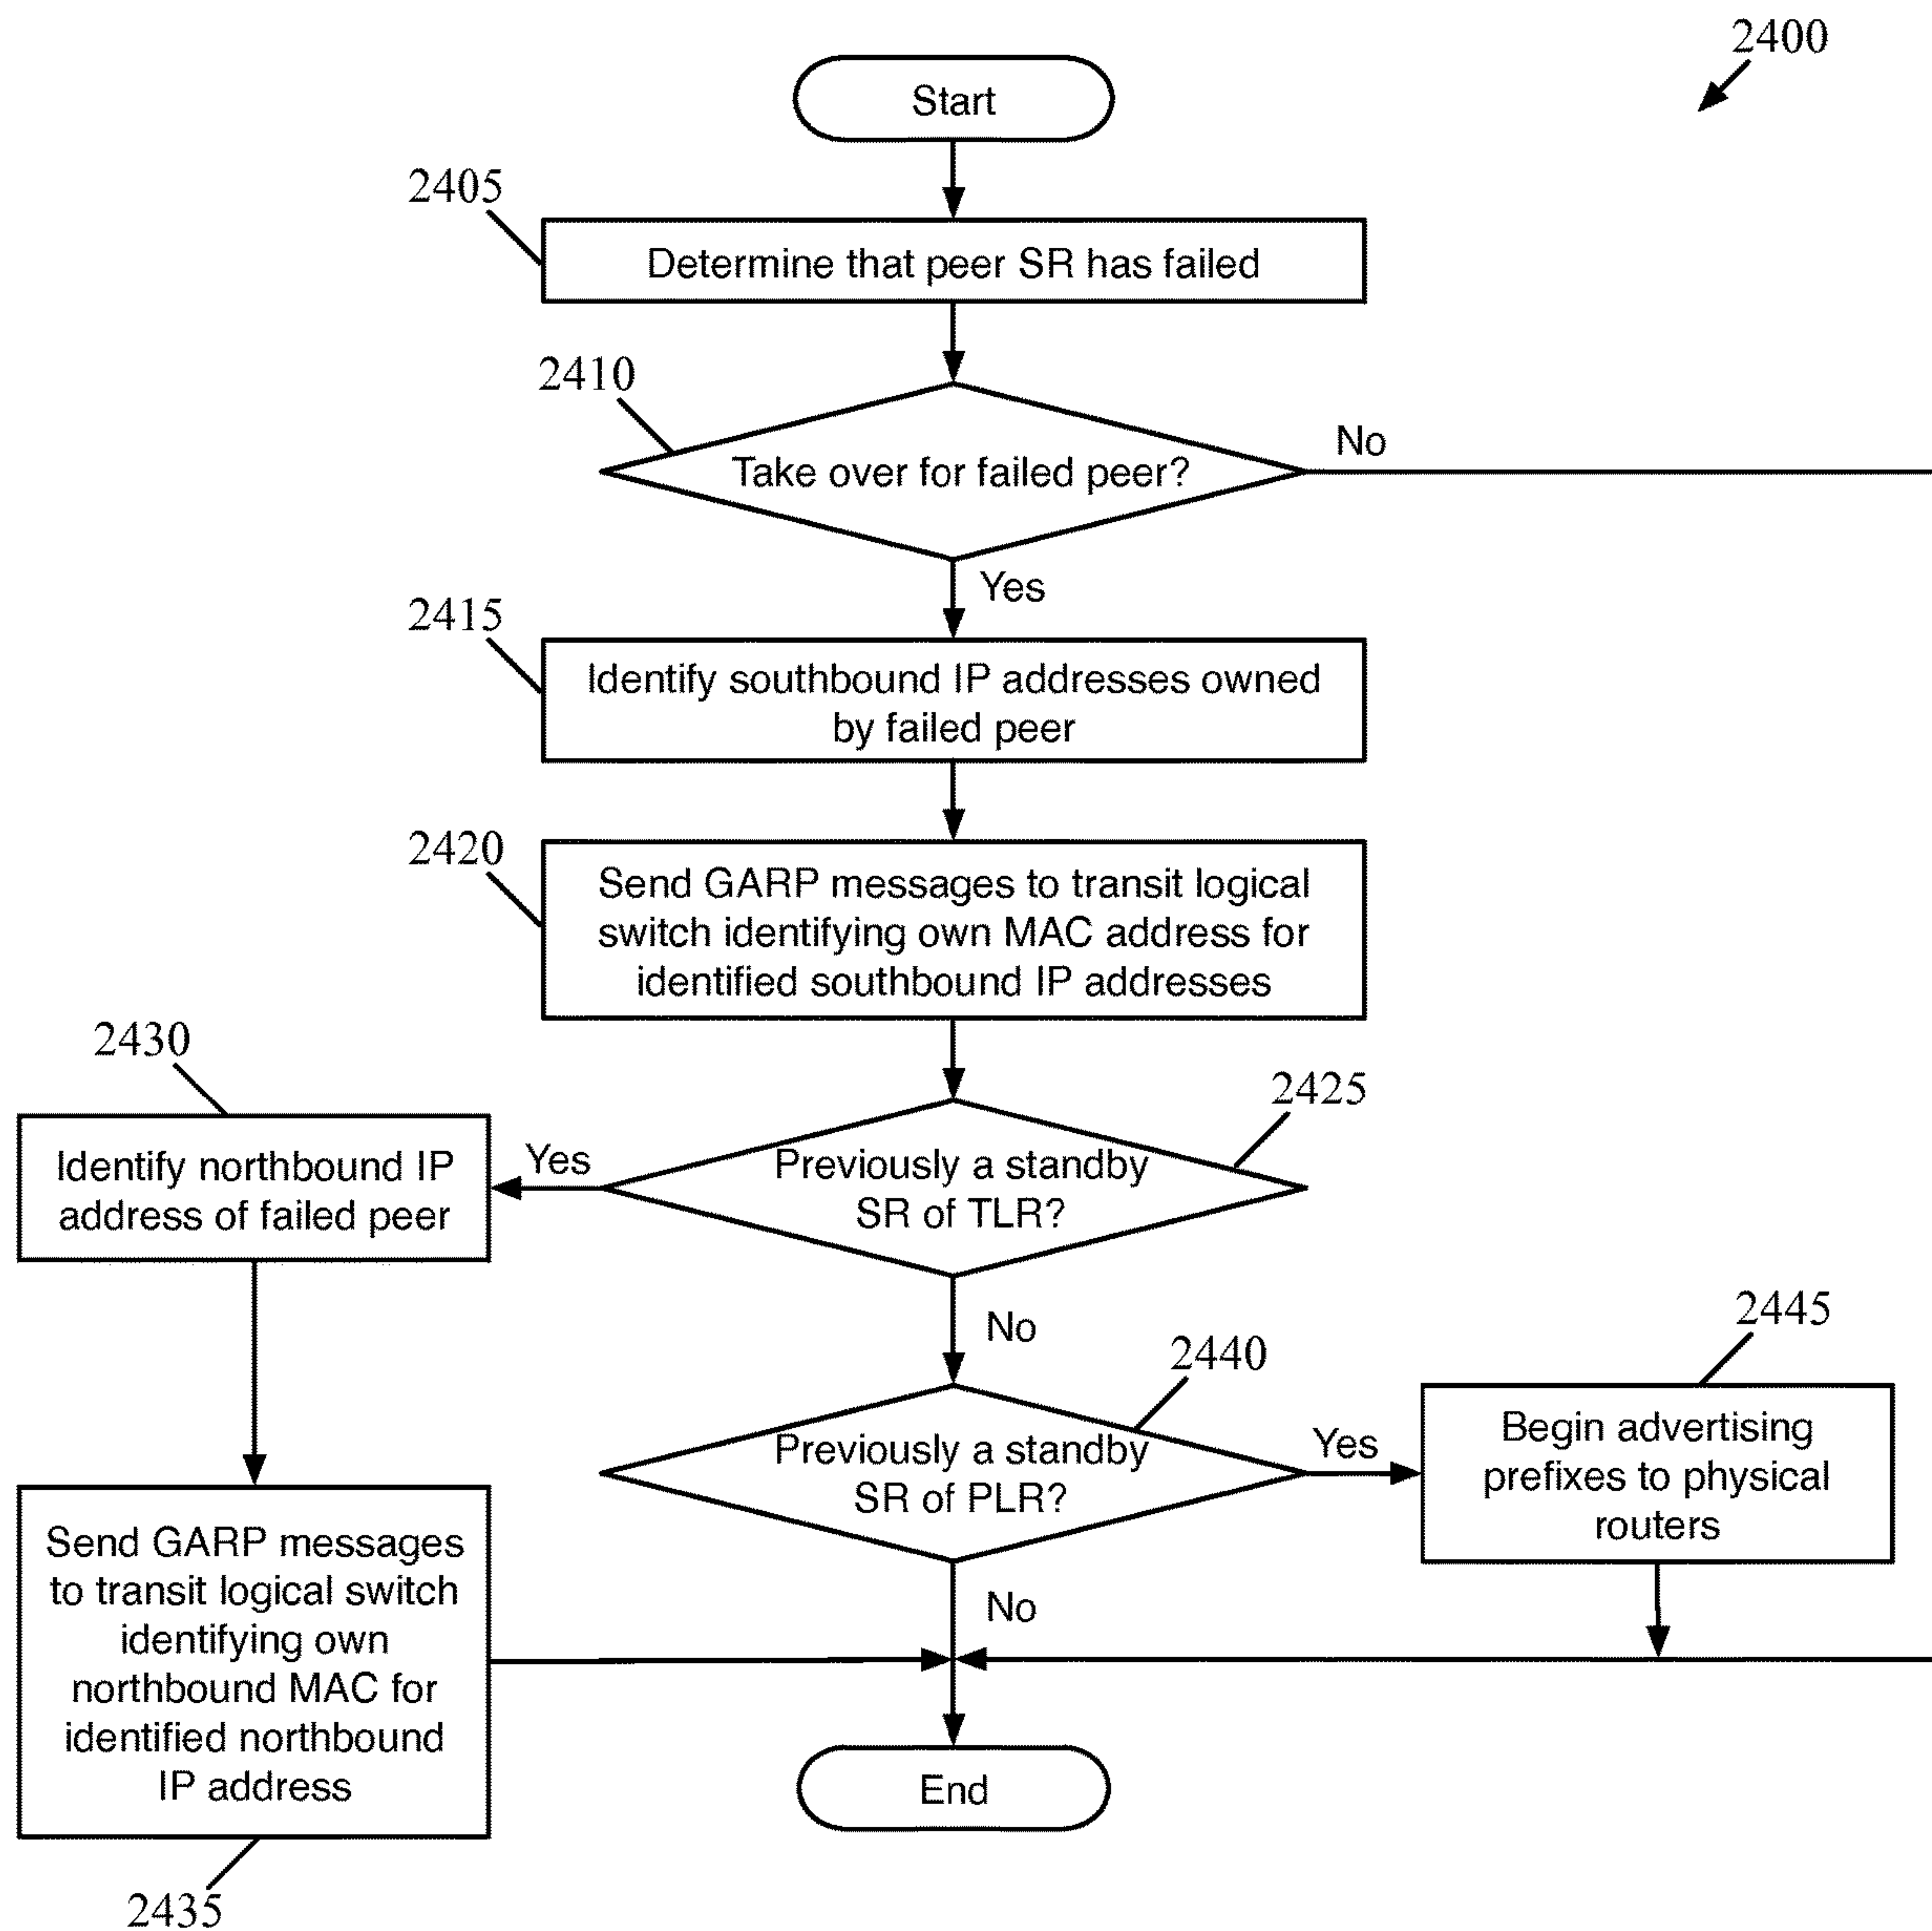 2400
Start
2405
Determine that peer SR has failed
2410
Take over for failed peer?
No
Yes
2415
Identify southbound IP addresses owned
by failed peer
2420
Send GARP messages to transit logical
switch identifying own MAC address for
identified southbound IP addresses
2425
Previously a standby
SR of TLR?
Yes
2430
Identify northbound IP
address of failed peer
No
2435
Send GARP messages
to transit logical switch
identifying own
northbound MAC for
identified northbound
IP address
2440
Previously a standby
SR of PLR?
Yes
2445
Begin advertising
prefixes to physical
routers
No
End